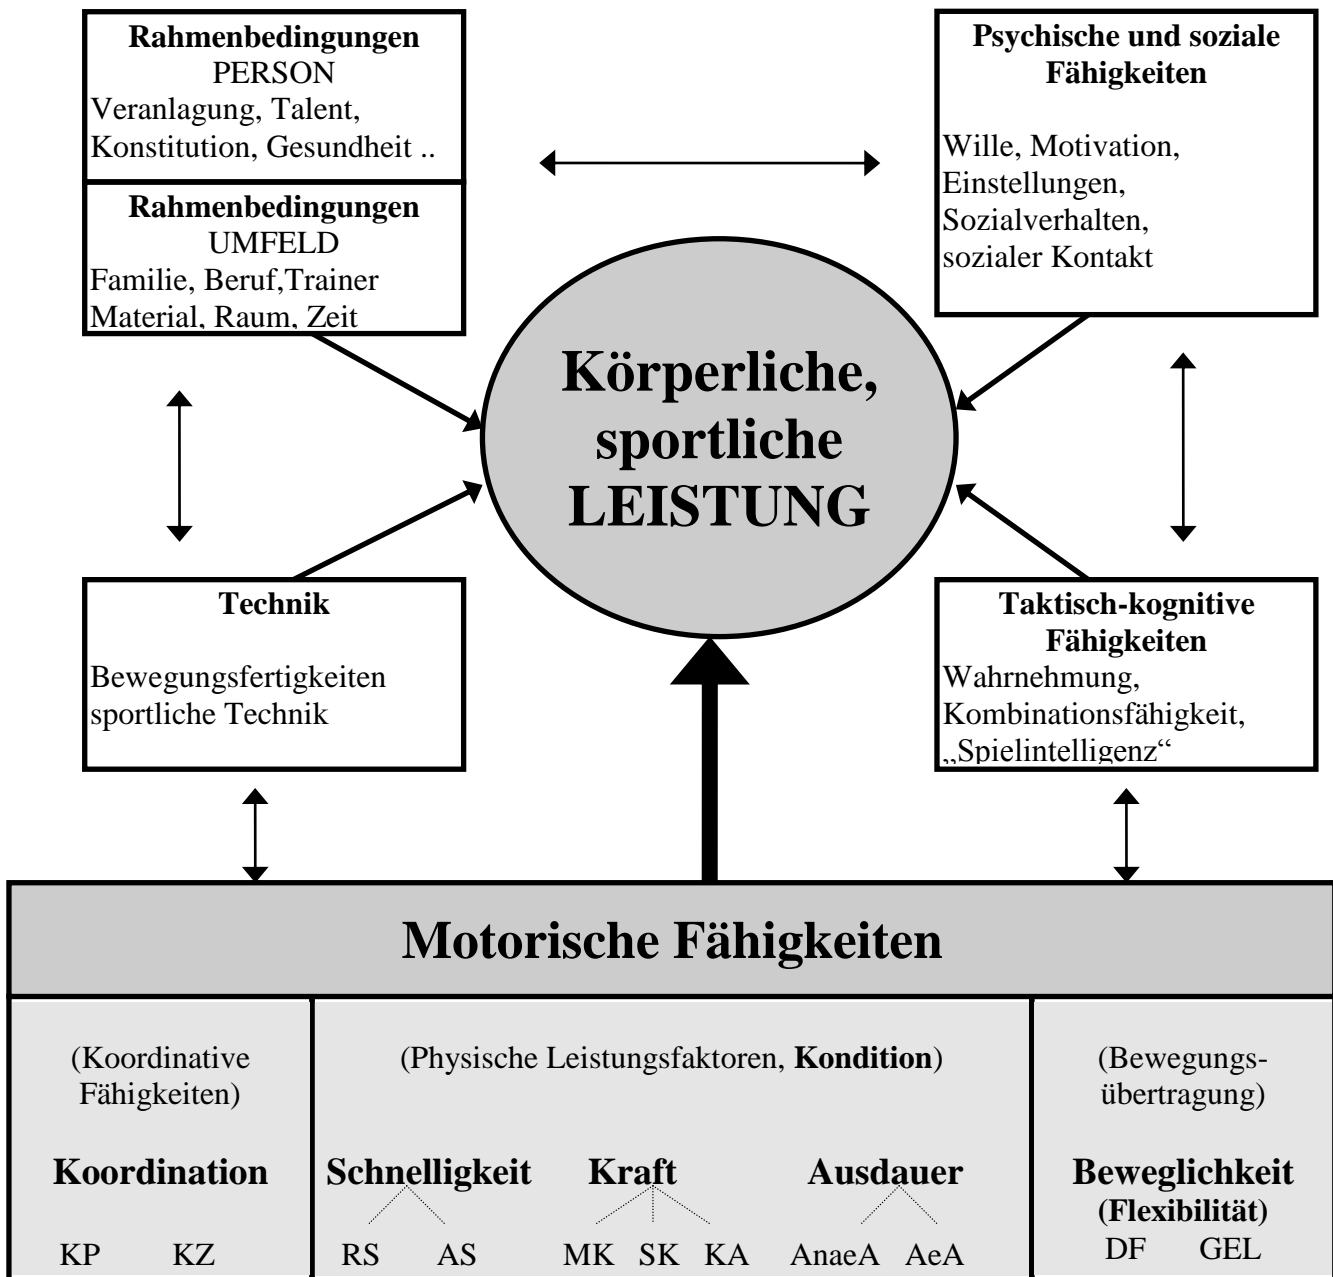 Rahmenbedingungen
PERSON
Veranlagung, Talent,
Konstitution, Gesundheit ..
Rahmenbedingungen
UMFELD
Familie, Beruf,Trainer
Material, Raum, Zeit
Psychische und soziale
Fähigkeiten
Wille, Motivation,
Einstellungen,
Sozialverhalten,
sozialer Kontakt
Körperliche,
sportliche
LEISTUNG
Technik
Bewegungsfertigkeiten
sportliche Technik
Taktisch-kognitive
Fähigkeiten
Wahrnehmung,
Kombinationsfähigkeit,
„Spielintelligenz“
Motorische Fähigkeiten
(Koordinative
Fähigkeiten)
Koordination
KP KZ
(Physische Leistungsfaktoren, Kondition)
Schnelligkeit Kraft Ausdauer
RS AS MK SK KA AnaeA AeA
(Bewegungs-
übertragung)
Beweglichkeit
(Flexibilität)
DF GEL